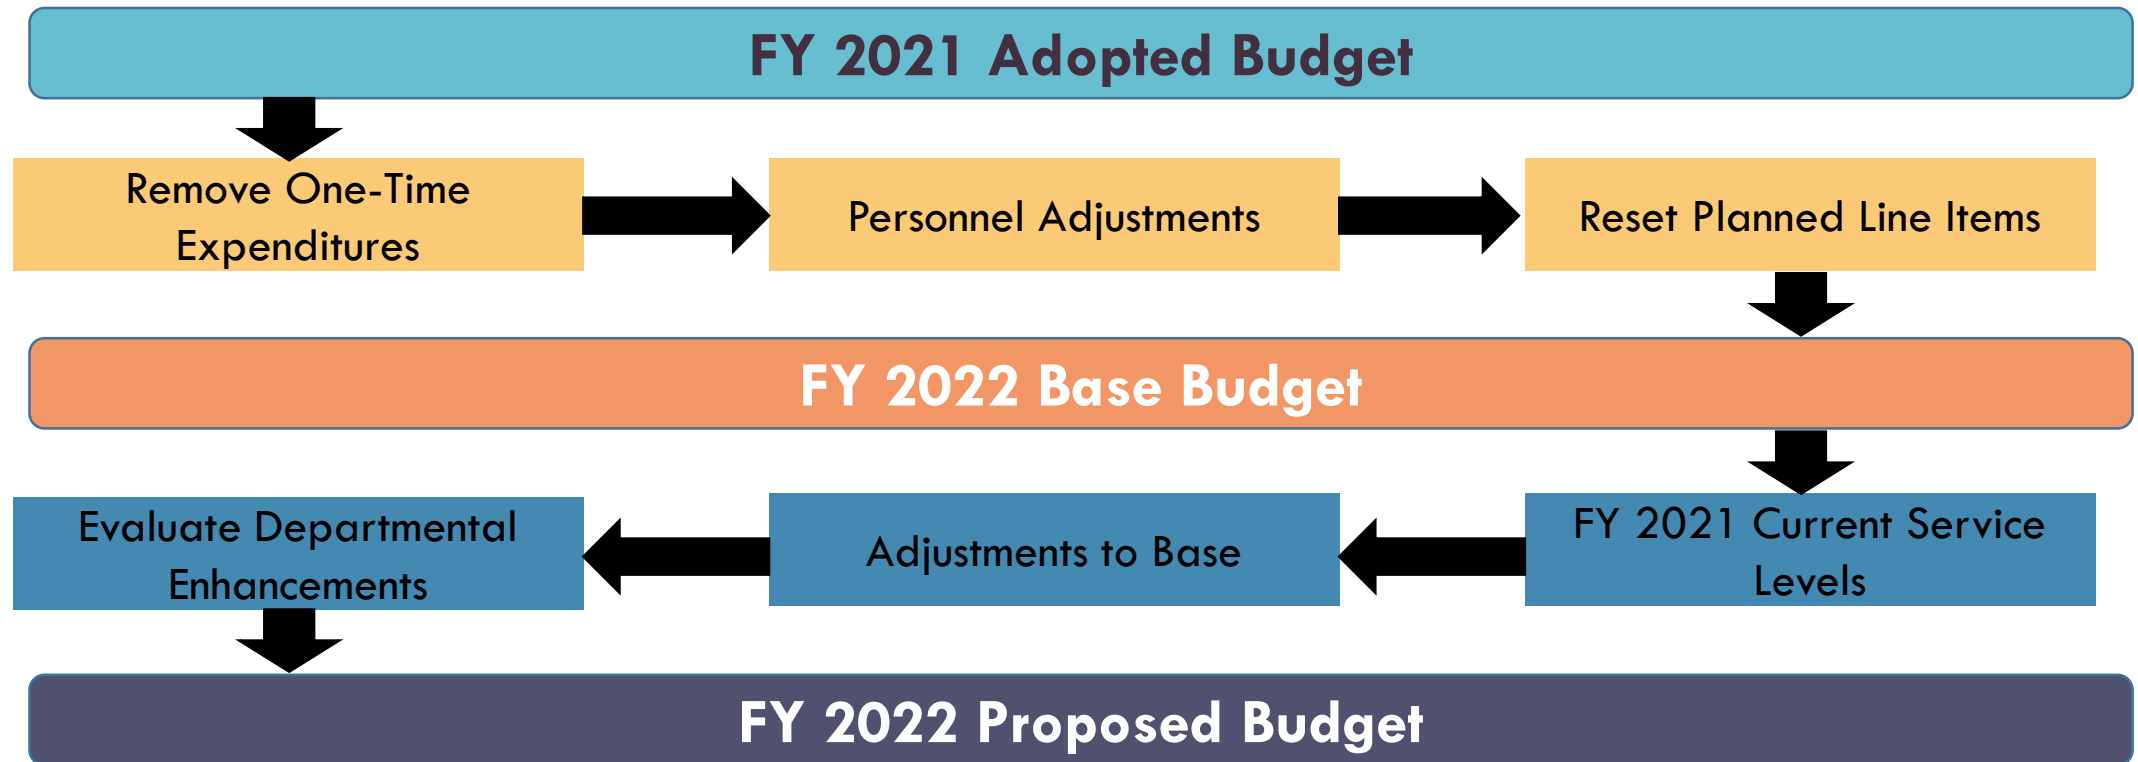 FY 2021 Adopted Budget
Remove One-Time
Expenditures
Personnel Adjustments
Reset Planned Line Items
FY 2022 Base Budget
Evaluate Departmental
Enhancements
Adjustments to Base
FY 2021 Current Service
Levels
FY 2022 Proposed Budget